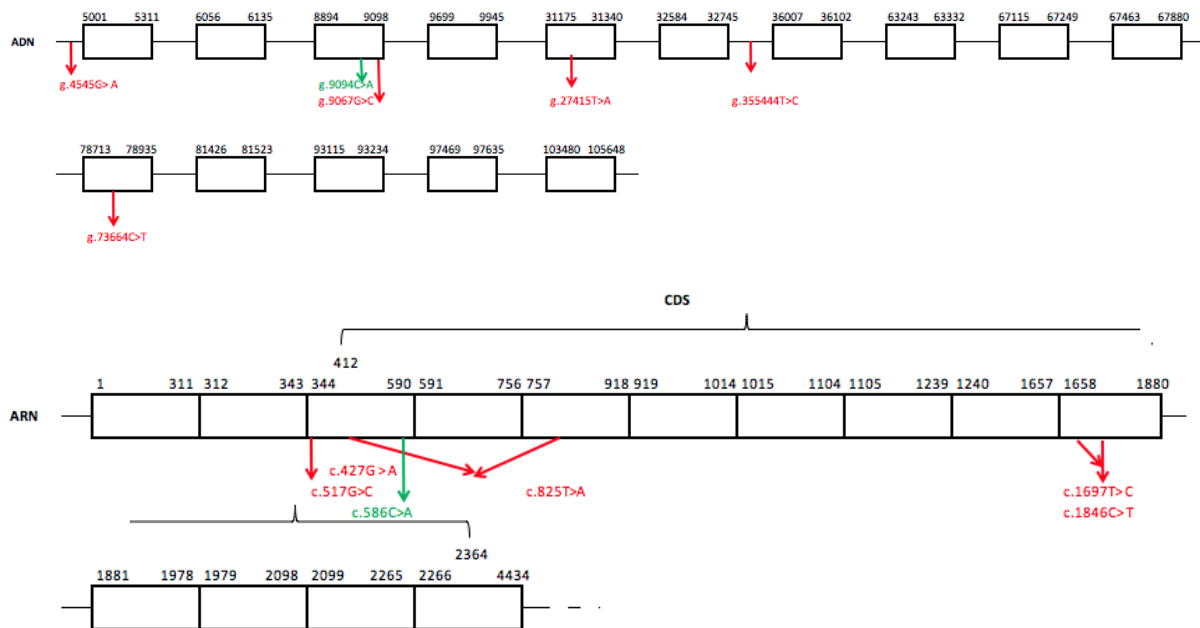 5001 5311 6056 6135 8894 9098 9699 9945 31175 31340 32584 32745 36007 36102 63243 63332 67115 67249 67463 67880
ADN
g.4545G> A g.9094C>A
g.9067G>C g.27415T>A g.355444T>C
78713 78935 81426 81523 93115 93234 97469 97635 103480 105648
g.73664C>T
CDS
412
1 311 312 343 344 590 591 756 757 918 919 1014 1015 1104 1105 1239 1240 1657 1658 1880
ARN
c.427G >A
c.517G>C c.825T>A c.1697T> C
c.586C>A c.1846C>T
2364
1881 1978 1979 2098 2099 2265 2266 4434